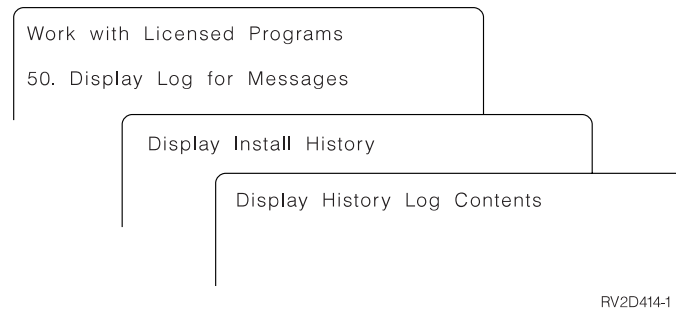 Work with Licensed Programs
50. Display Log for Messages
Display Install History
Display History Log Contents
RV2D414-1